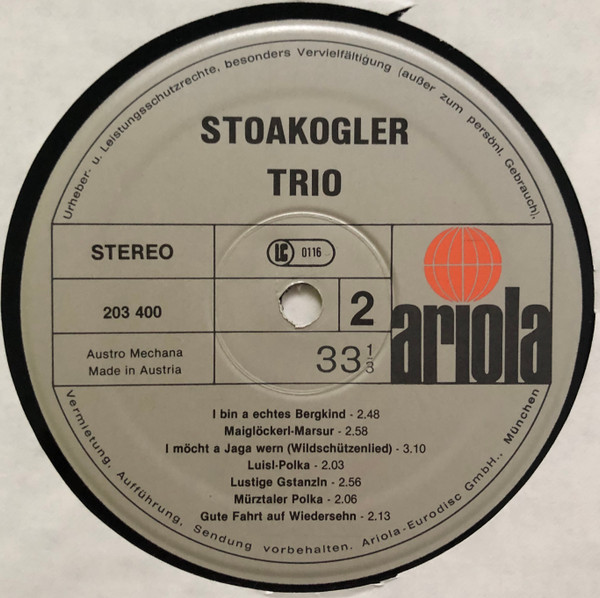 Urheber- u. Leistungsschutzrechte, besonders Vervielfältigung (außer zum persönl. Gebrauch),
STOAKOGLER
TRIO
STEREO
LC 0116
203 400
2
ariola
Austro Mechana
Made in Austria
33 1/3
I bin a echtes Bergkind - 2.48
Maiglöckerl-Marsur - 2.58
I möcht a Jaga wern (Wildschützenlied) - 3.10
Luisl-Polka - 2.03
Lustige Gstanzln - 2.56
Mürztaler Polka - 2.06
Gute Fahrt auf Wiedersehn - 2.13
Vermietung, Aufführung, Sendung vorbehalten. Ariola-Eurodisc GmbH., München